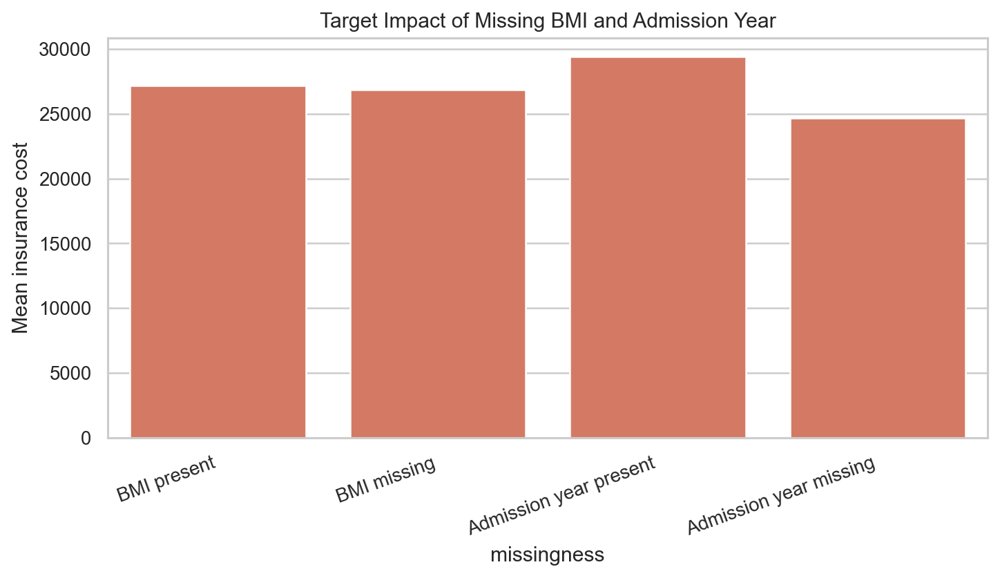 Target Impact of Missing BMI and Admission Year
30000
25000
20000
15000
10000
5000
0
Mean insurance cost
BMI present
BMI missing
Admission year present
Admission year missing
missingness